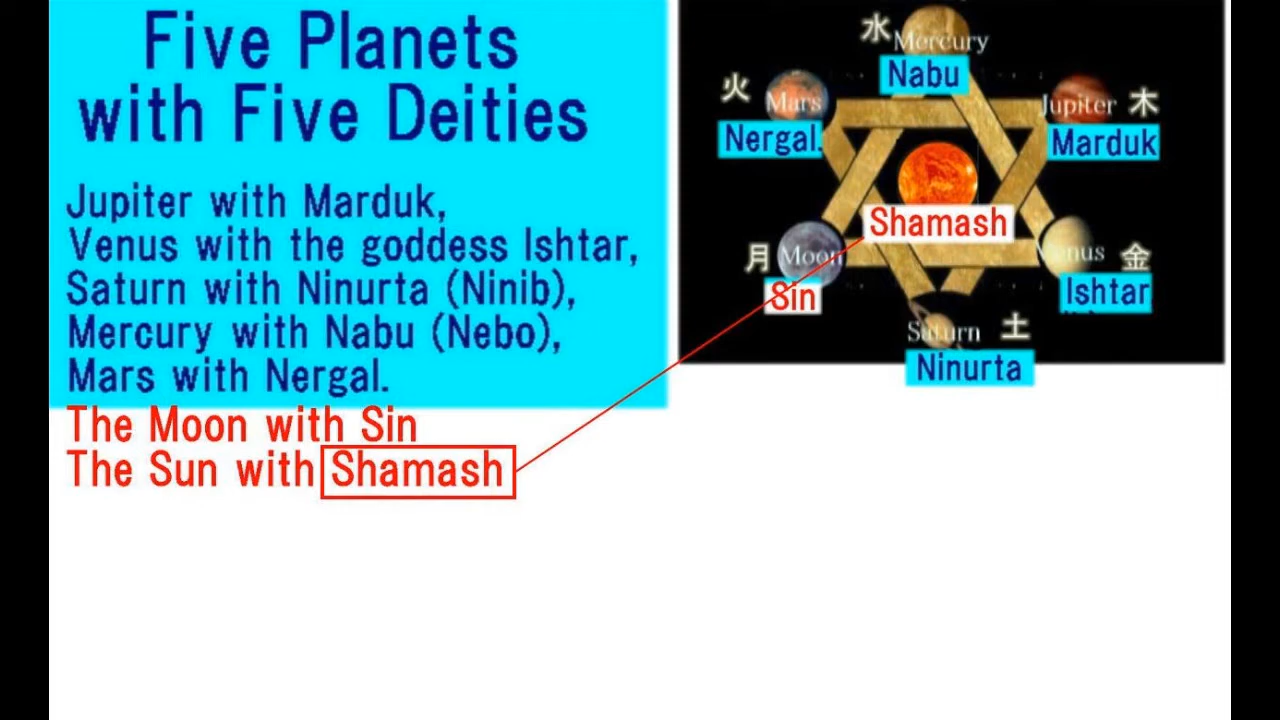 Five Planets
with Five Deities
Jupiter with Marduk,
Venus with the goddess Ishtar,
Saturn with Ninurta (Ninib),
Mercury with Nabu (Nebo),
Mars with Nergal.
The Moon with Sin
The Sun with Shamash
水 Mercury
Nabu
火 Mars
Nergal.
Jupiter 木
Marduk
Shamash
月 Moon
Sin
Venus 金
Ishtar
Saturn 土
Ninurta